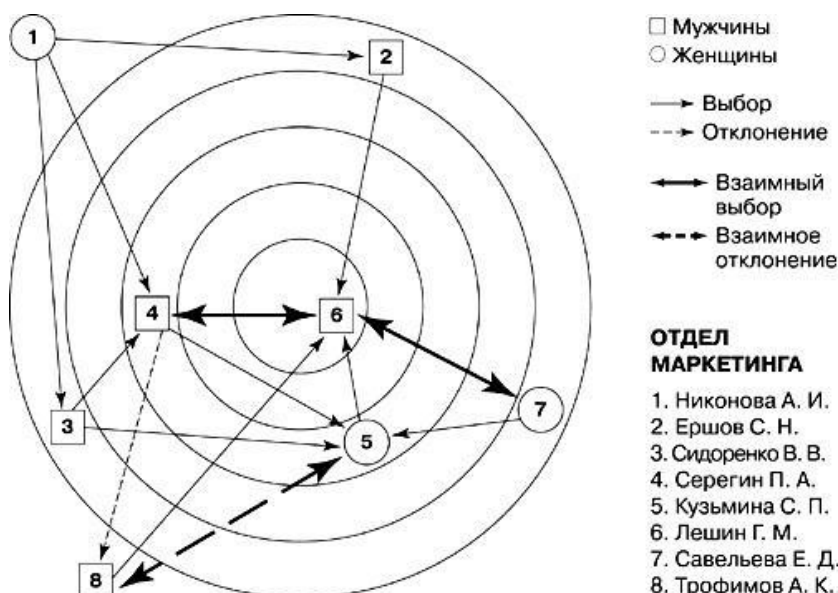 1
2
3
4
5
6
7
8
Мужчины
Женщины
Выбор
Отклонение
Взаимный
выбор
Взаимное
отклонение
ОТДЕЛ
МАРКЕТИНГА
1. Никонова А. И.
2. Ершов С. Н.
3. Сидоренко В. В.
4. Серегин П. А.
5. Кузьмина С. П.
6. Лешин Г. М.
7. Савельева Е. Д.
8. Трофимов А. К.